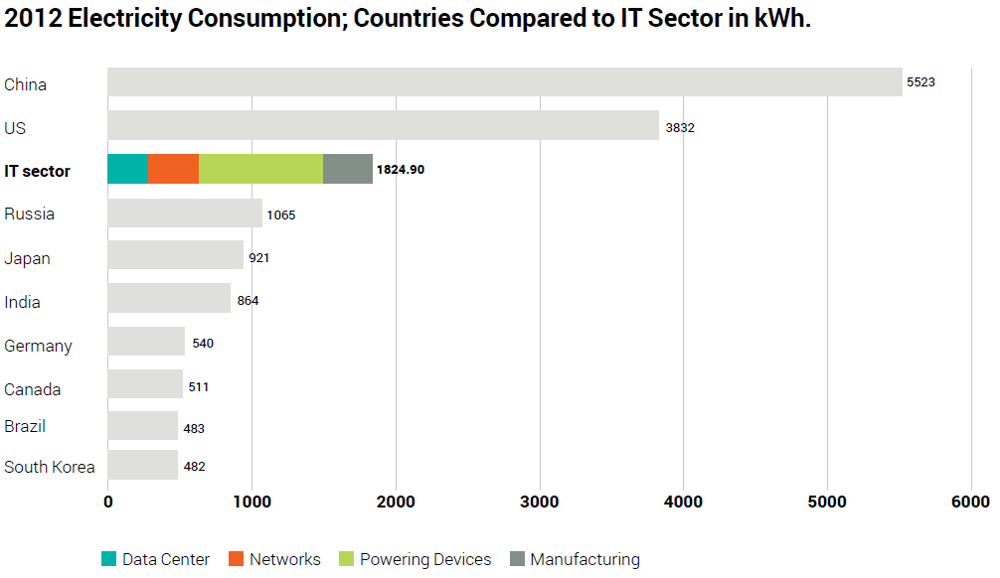 2012 Electricity Consumption; Countries Compared to IT Sector in kWh.
China 5523
US 3832
IT sector 1824.90
Russia 1065
Japan 921
India 864
Germany 540
Canada 511
Brazil 483
South Korea 482
0 1000 2000 3000 4000 5000 6000
Data Center Networks Powering Devices Manufacturing